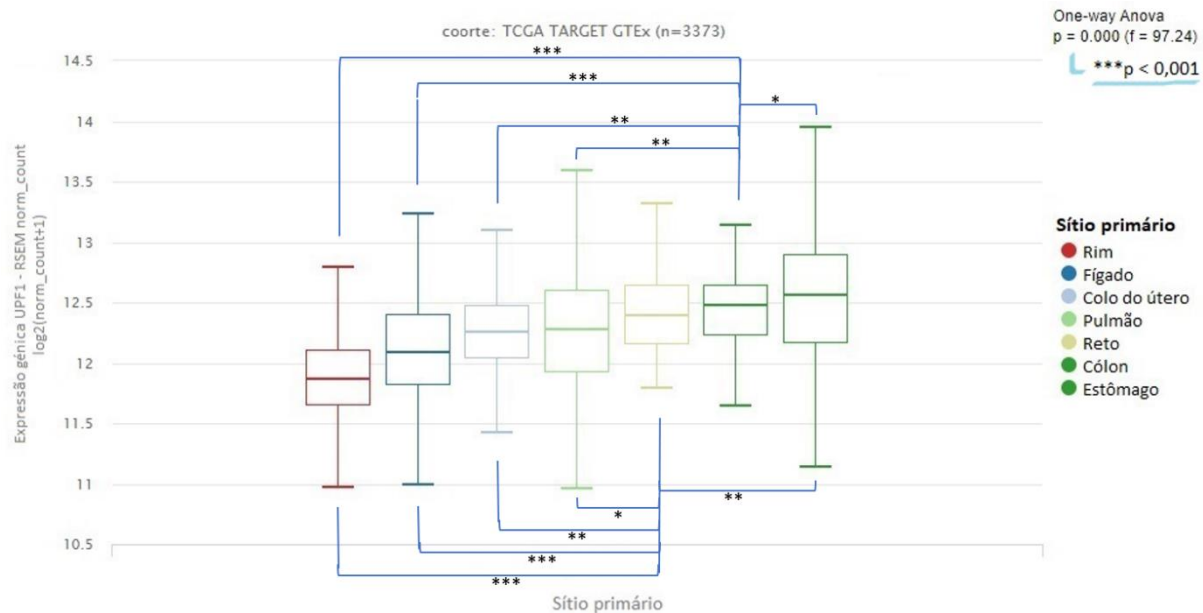 coorte: TCGA TARGET GTEx (n=3373)
One-way Anova
p = 0.000 (f = 97.24)
***p < 0,001
Expressão génica UPF1 - RSEM norm_count
log2(norm_count+1)
14.5
14
13.5
13
12.5
12
11.5
11
10.5
***
***
*
**
**
*
**
**
***
***
Sítio primário
Sítio primário
Rim
Fígado
Colo do útero
Pulmão
Reto
Cólon
Estômago